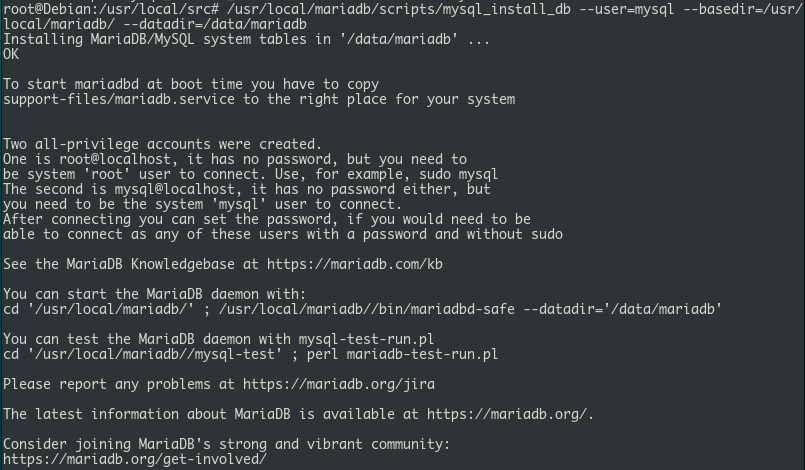 root@Debian:/usr/local/src# /usr/local/mariadb/scripts/mysql_install_db --user=mysql --basedir=/usr/
local/mariadb/ --datadir=/data/mariadb
Installing MariaDB/MySQL system tables in '/data/mariadb' ...
OK
To start mariadbd at boot time you have to copy
support-files/mariadb.service to the right place for your system
Two all-privilege accounts were created.
One is root@localhost, it has no password, but you need to
be system 'root' user to connect. Use, for example, sudo mysql
The second is mysql@localhost, it has no password either, but
you need to be the system 'mysql' user to connect.
After connecting you can set the password, if you would need to be
able to connect as any of these users with a password and without sudo
See the MariaDB Knowledgebase at https://mariadb.com/kb
You can start the MariaDB daemon with:
cd '/usr/local/mariadb/' ; /usr/local/mariadb//bin/mariadbd-safe --datadir='/data/mariadb'
You can test the MariaDB daemon with mysql-test-run.pl
cd '/usr/local/mariadb//mysql-test' ; perl mariadb-test-run.pl
Please report any problems at https://mariadb.org/jira
The latest information about MariaDB is available at https://mariadb.org/.
Consider joining MariaDB's strong and vibrant community:
https://mariadb.org/get-involved/